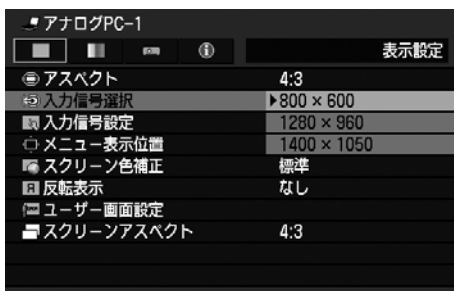 アナログPC-1
表示設定
アスペクト 4:3
入力信号選択 ▶800 × 600
入力信号設定 1280 × 960
メニュー表示位置 1400 × 1050
スクリーン色補正 標準
反転表示 なし
ユーザー画面設定
スクリーンアスペクト 4:3